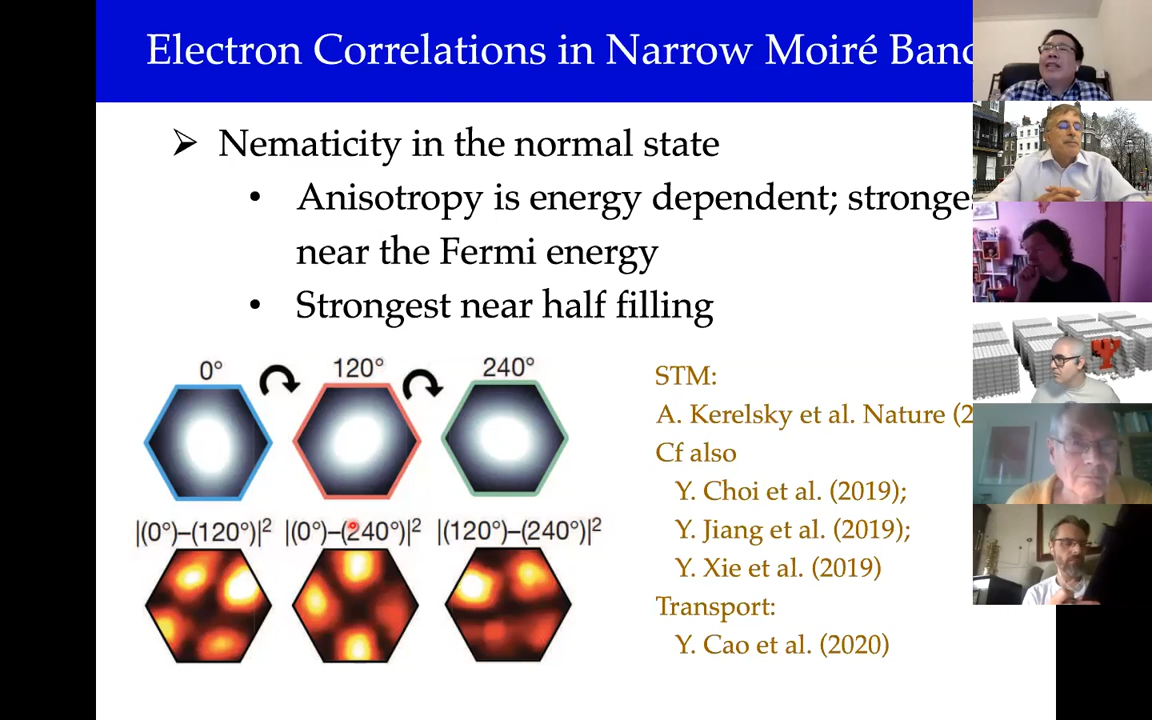 Electron Correlations in Narrow Moiré Band
➤ Nematicity in the normal state
• Anisotropy is energy dependent;
near the Fermi energy
• Strongest near half filling
0° 120° 240°
|(0°)–(120°)|² |(0°)–(240°)|² |(120°)–(240°)|²
STM:
A. Kerelsky et al. Nature (2
Cf also
Y. Choi et al. (2019);
Y. Jiang et al. (2019);
Y. Xie et al. (2019)
Transport:
Y. Cao et al. (2020)